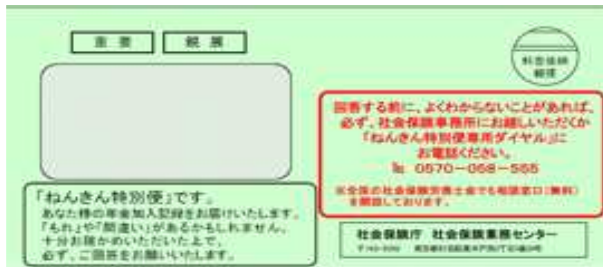 重要 親展
料金後納
郵便
回答する前に、よくわからないことがあれば、
必ず、社会保険事務所にお越しいただくか
「ねんきん特別便専用ダイヤル」に
お電話ください。
℡ 0570-058-555
※全国の社会保険労務士会でも相談窓口(無料)
を開設しております。
「ねんきん特別便」です。
あなた様の年金加入記録をお届けいたします。
「もれ」や「間違い」があるかもしれません。
十分お確かめいただいた上で、
必ず、ご回答をお願いいたします。
社会保険庁 社会保険業務センター